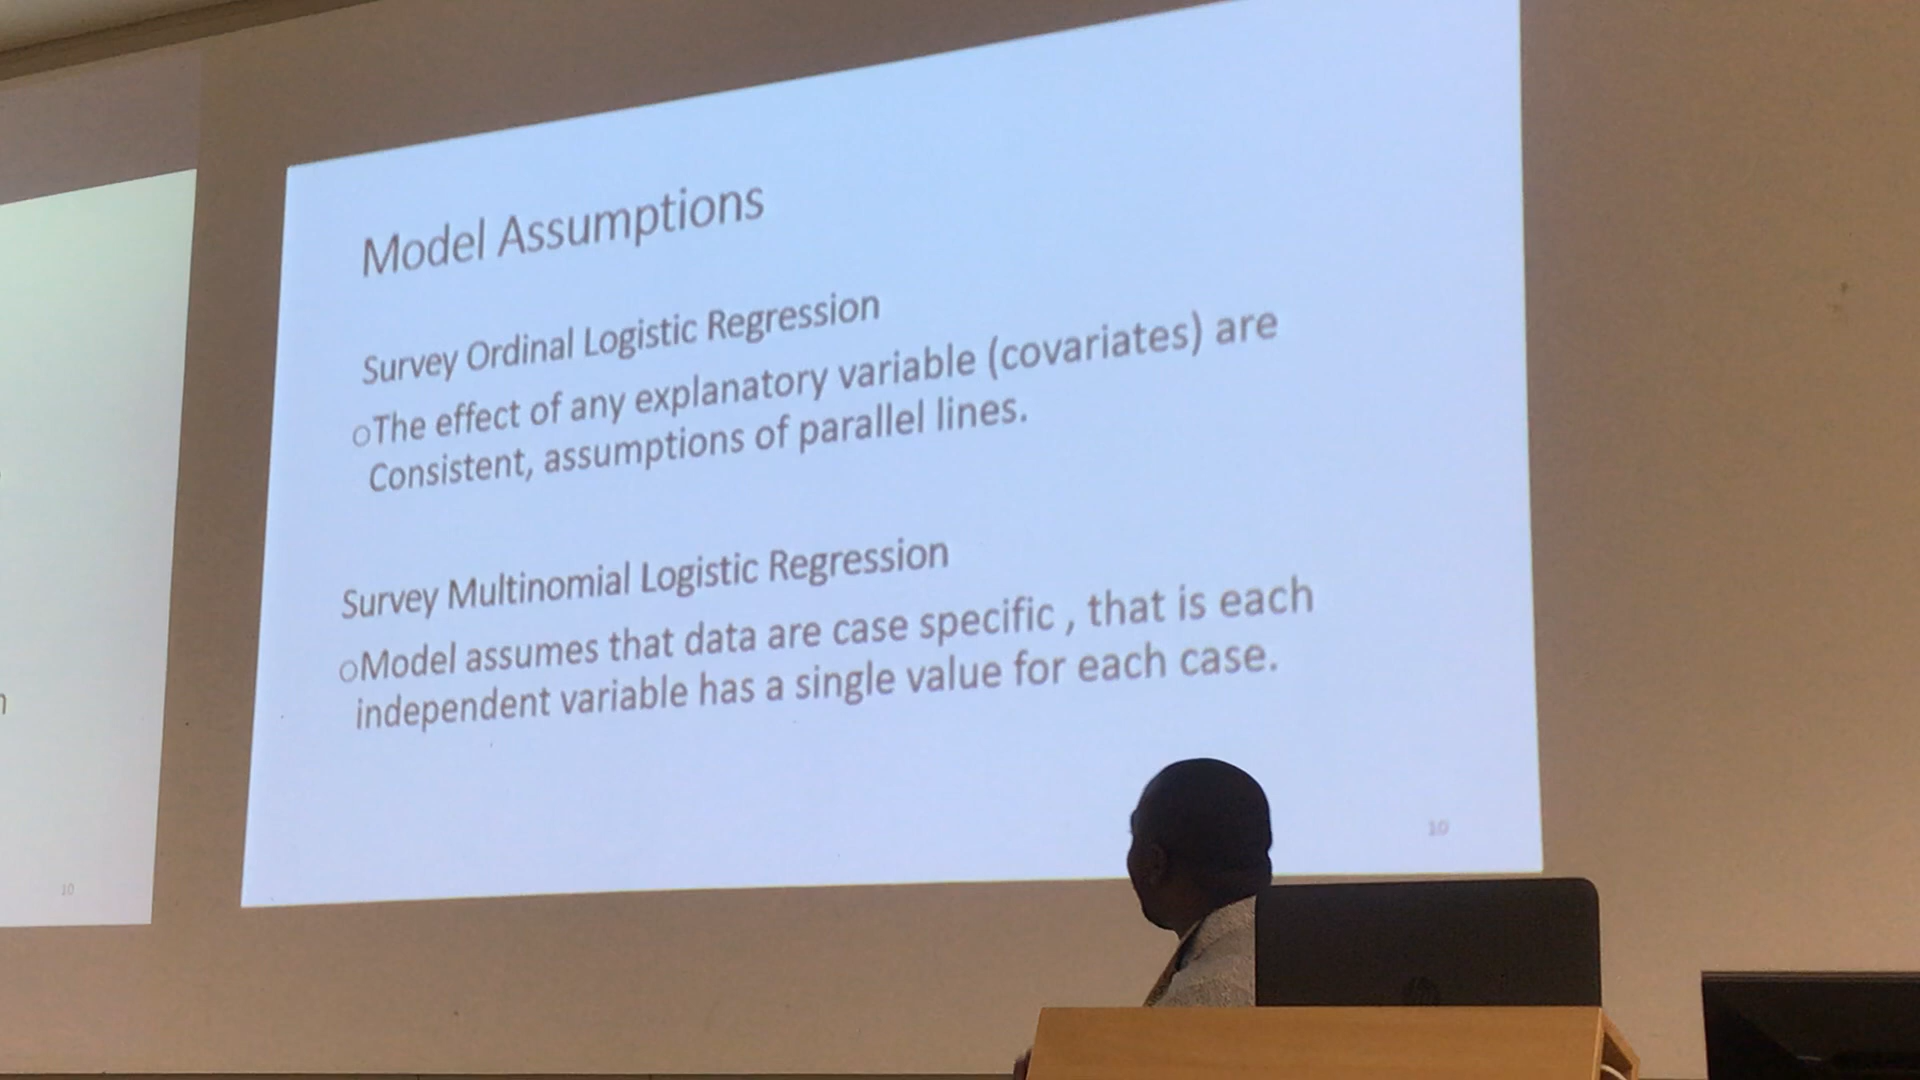 Model Assumptions
Survey Ordinal Logistic Regression
oThe effect of any explanatory variable (covariates) are
Consistent, assumptions of parallel lines.
Survey Multinomial Logistic Regression
oModel assumes that data are case specific , that is each
independent variable has a single value for each case.
10
10